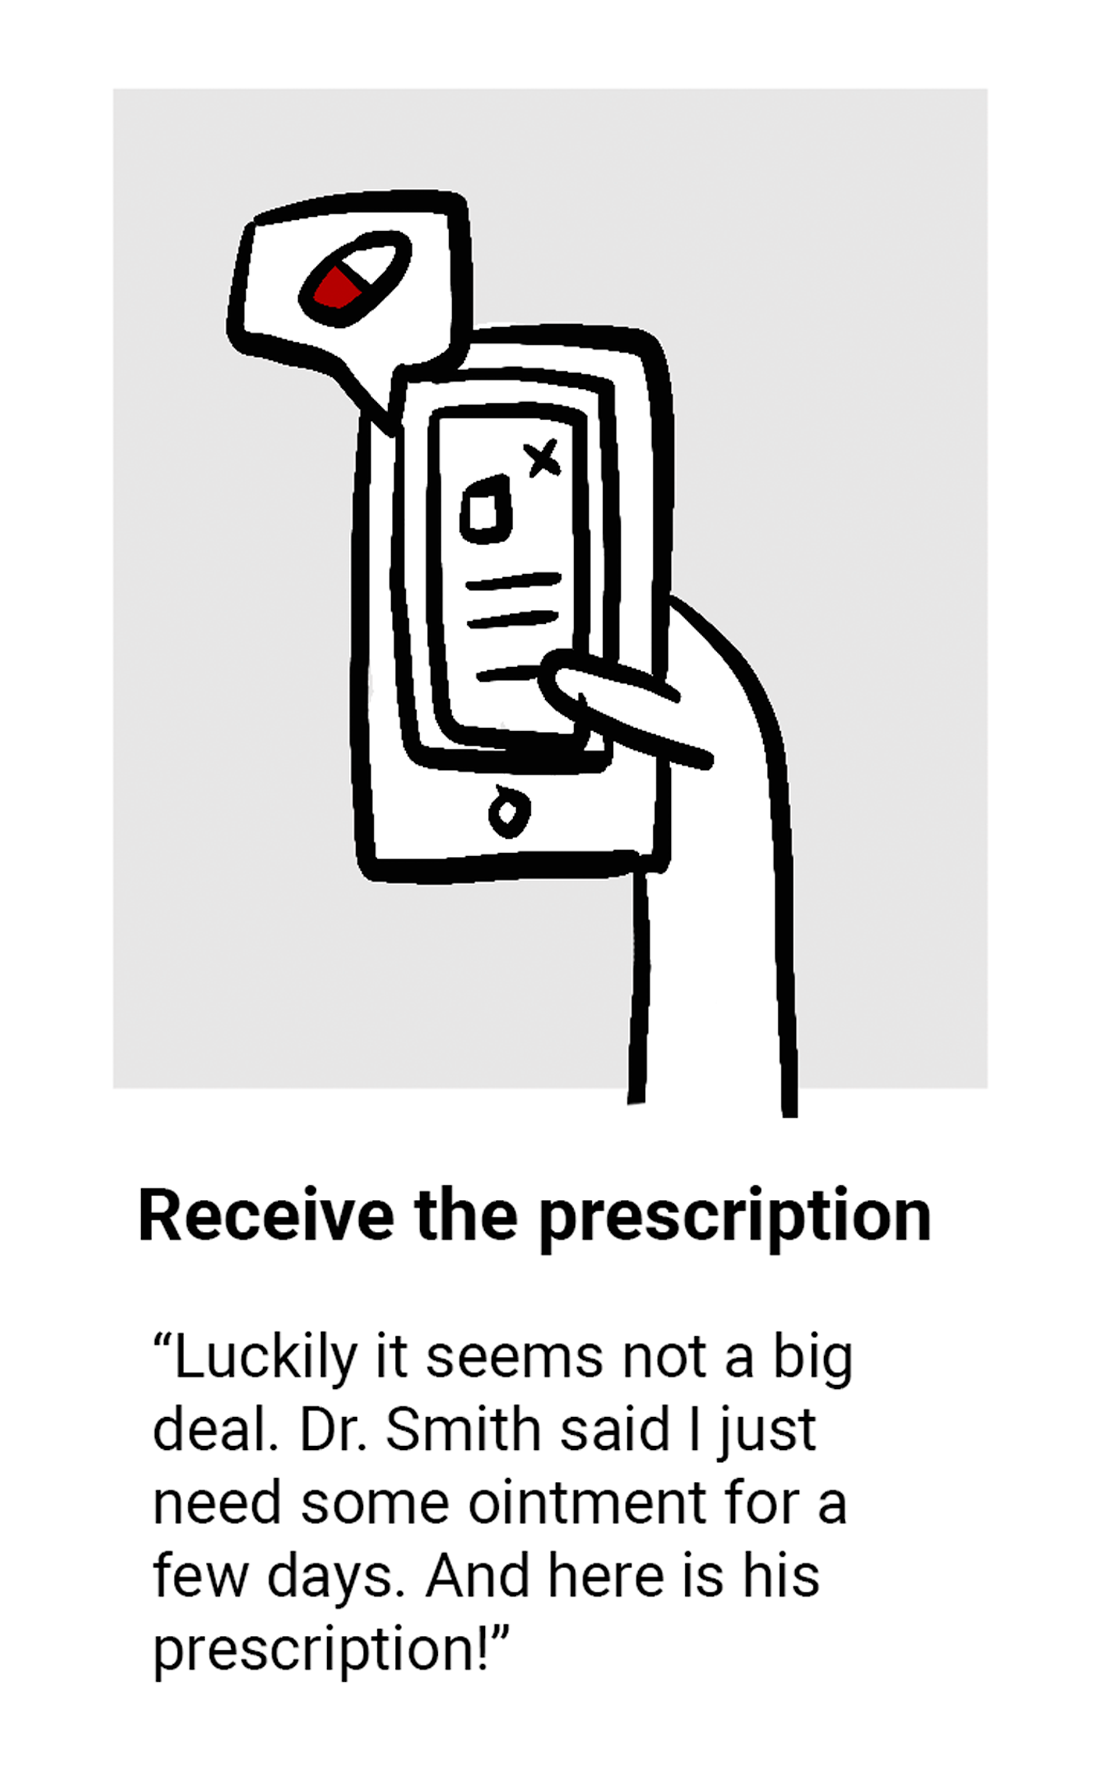 Receive the prescription
“Luckily it seems not a big
deal. Dr. Smith said I just
need some ointment for a
few days. And here is his
prescription!”